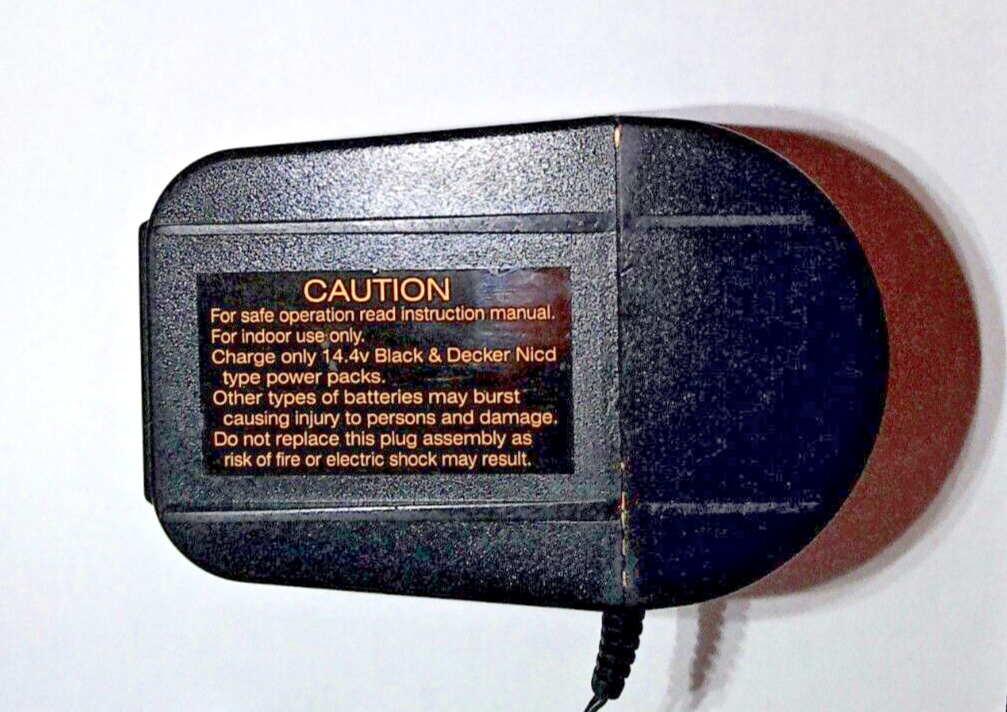 CAUTION
For safe operation read instruction manual.
For indoor use only.
Charge only 14.4v Black & Decker Nicd
type power packs.
Other types of batteries may burst
causing injury to persons and damage.
Do not replace this plug assembly as
risk of fire or electric shock may result.